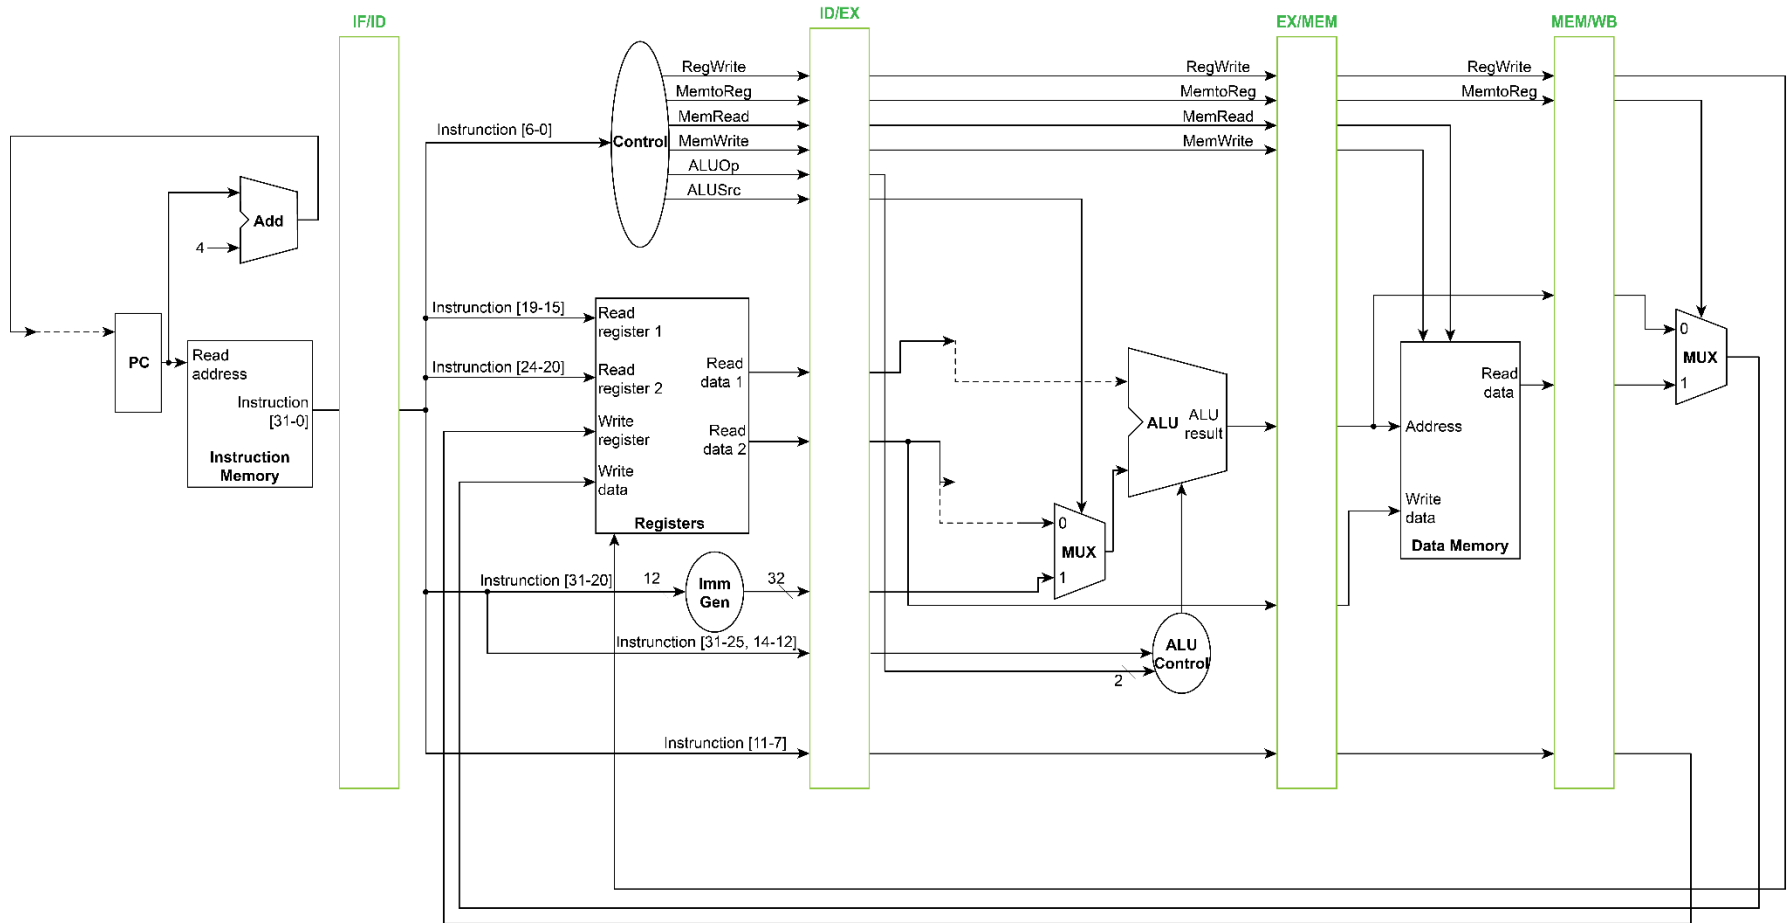 IF/ID
ID/EX
EX/MEM
MEM/WB
RegWrite
MemtoReg
MemRead
MemWrite
ALUOp
ALUSrc
RegWrite
MemtoReg
MemRead
MemWrite
RegWrite
MemtoReg
Instrunction [6-0]
Control
Add
4
PC
Read
address
Instruction
[31-0]
Instruction
Memory
Instrunction [19-15]
Instrunction [24-20]
Read
register 1
Read
register 2
Write
register
Write
data
Read
data 1
Read
data 2
Registers
Instrunction [31-20]
12
Imm
Gen
32
Instrunction [31-25, 14-12]
Instrunction [11-7]
0
MUX
1
ALU
ALU
result
ALU
Control
2
Address
Read
data
Write
data
Data Memory
0
MUX
1